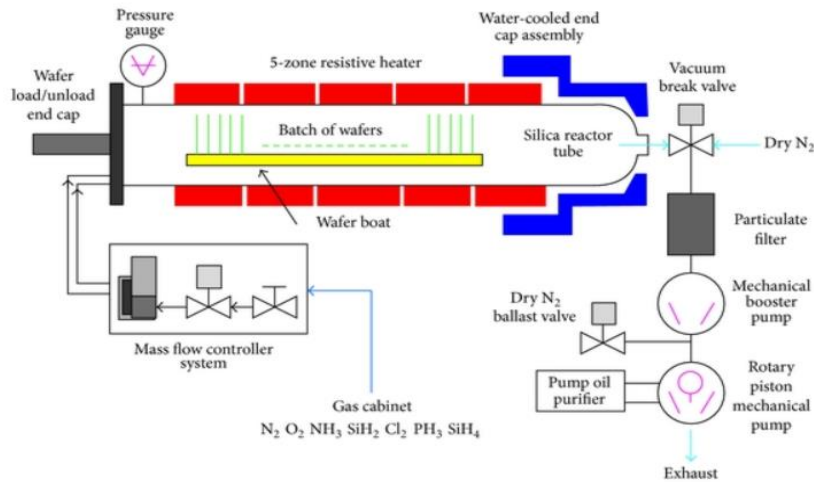 Pressure
gauge
Water-cooled end
cap assembly
Wafer
load/unload
end cap
5-zone resistive heater
Vacuum
break valve
Batch of wafers
Silica reactor
tube
Dry N₂
Wafer boat
Particulate
filter
Mass flow controller
system
Dry N₂
ballast valve
Mechanical
booster
pump
Pump oil
purifier
Rotary
piston
mechanical
pump
Gas cabinet
N₂ O₂ NH₃ SiH₂ Cl₂ PH₃ SiH₄
Exhaust